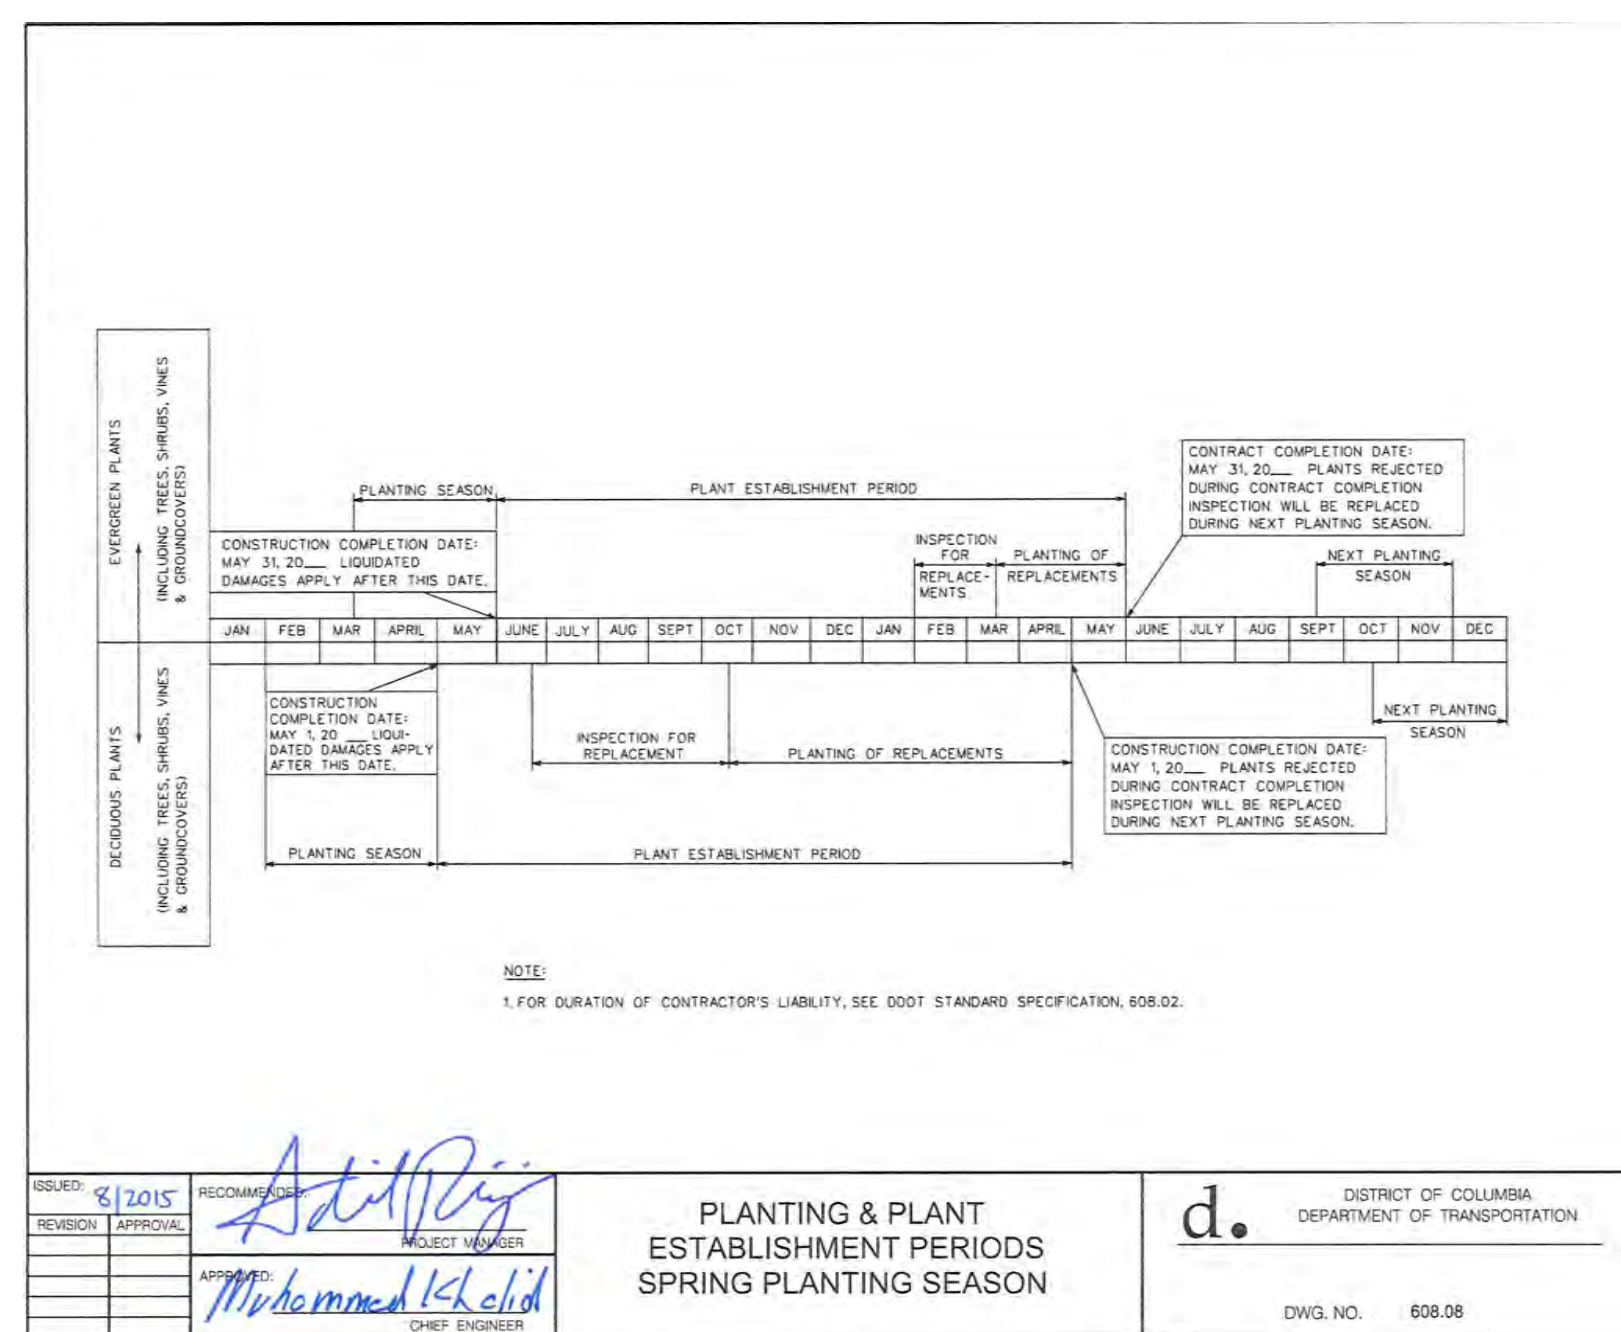 EVERGREEN PLANTS
(INCLUDING TREES, SHRUBS, VINES
& GROUNDCOVERS)
DECIDUOUS PLANTS
(INCLUDING TREES, SHRUBS, VINES
& GROUNDCOVERS)
PLANTING SEASON
PLANT ESTABLISHMENT PERIOD
CONTRACT COMPLETION DATE:
MAY 31, 20__ PLANTS REJECTED
DURING CONTRACT COMPLETION
INSPECTION WILL BE REPLACED
DURING NEXT PLANTING SEASON.
CONSTRUCTION COMPLETION DATE:
MAY 31, 20__ LIQUIDATED
DAMAGES APPLY AFTER THIS DATE.
INSPECTION
FOR
REPLACE-
MENTS
PLANTING OF
REPLACEMENTS
NEXT PLANTING
SEASON
JAN FEB MAR APRIL MAY JUNE JULY AUG SEPT OCT NOV DEC JAN FEB MAR APRIL MAY JUNE JULY AUG SEPT OCT NOV DEC
CONSTRUCTION
COMPLETION DATE:
MAY 1, 20 __ LIQUI-
DATED DAMAGES APPLY
AFTER THIS DATE.
INSPECTION FOR
REPLACEMENT
PLANTING OF REPLACEMENTS
NEXT PLANTING
SEASON
CONSTRUCTION COMPLETION DATE:
MAY 1, 20__ PLANTS REJECTED
DURING CONTRACT COMPLETION
INSPECTION WILL BE REPLACED
DURING NEXT PLANTING SEASON.
PLANTING SEASON
PLANT ESTABLISHMENT PERIOD
NOTE:
1. FOR DURATION OF CONTRACTOR'S LIABILITY, SEE DDOT STANDARD SPECIFICATION, 608.02.
ISSUED: 8/2015
REVISION APPROVAL
RECOMMENDED:
PROJECT MANAGER
APPROVED:
Muhammed Khalid
CHIEF ENGINEER
PLANTING & PLANT
ESTABLISHMENT PERIODS
SPRING PLANTING SEASON
d.
DISTRICT OF COLUMBIA
DEPARTMENT OF TRANSPORTATION
DWG. NO. 608.08